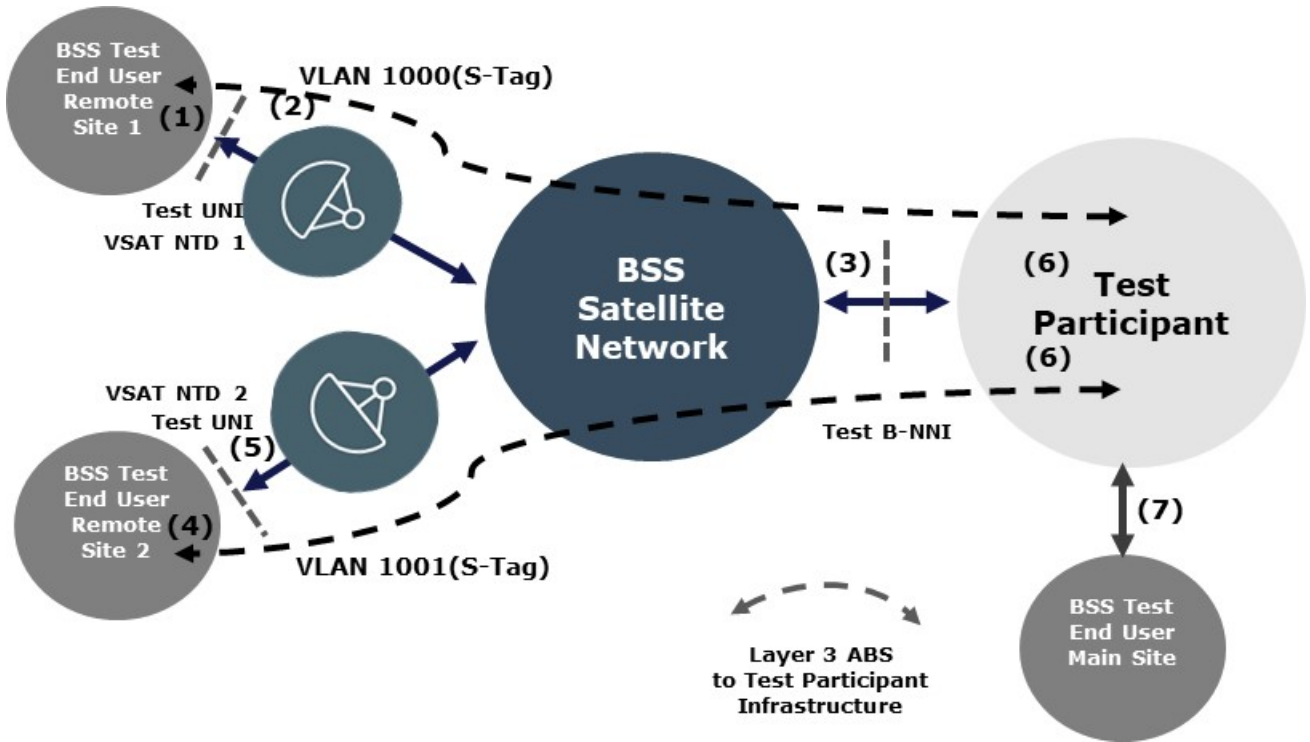 BSS Test
End User
Remote
Site 1
(1)
(2)
VLAN 1000(S-Tag)
Test UNI
VSAT NTD 1
BSS
Satellite
Network
(3)
(6)
Test
Participant
(6)
Test B-NNI
VSAT NTD 2
Test UNI
(5)
BSS Test
End User
Remote
Site 2
(4)
VLAN 1001(S-Tag)
(7)
BSS Test
End User
Main Site
Layer 3 ABS
to Test Participant
Infrastructure